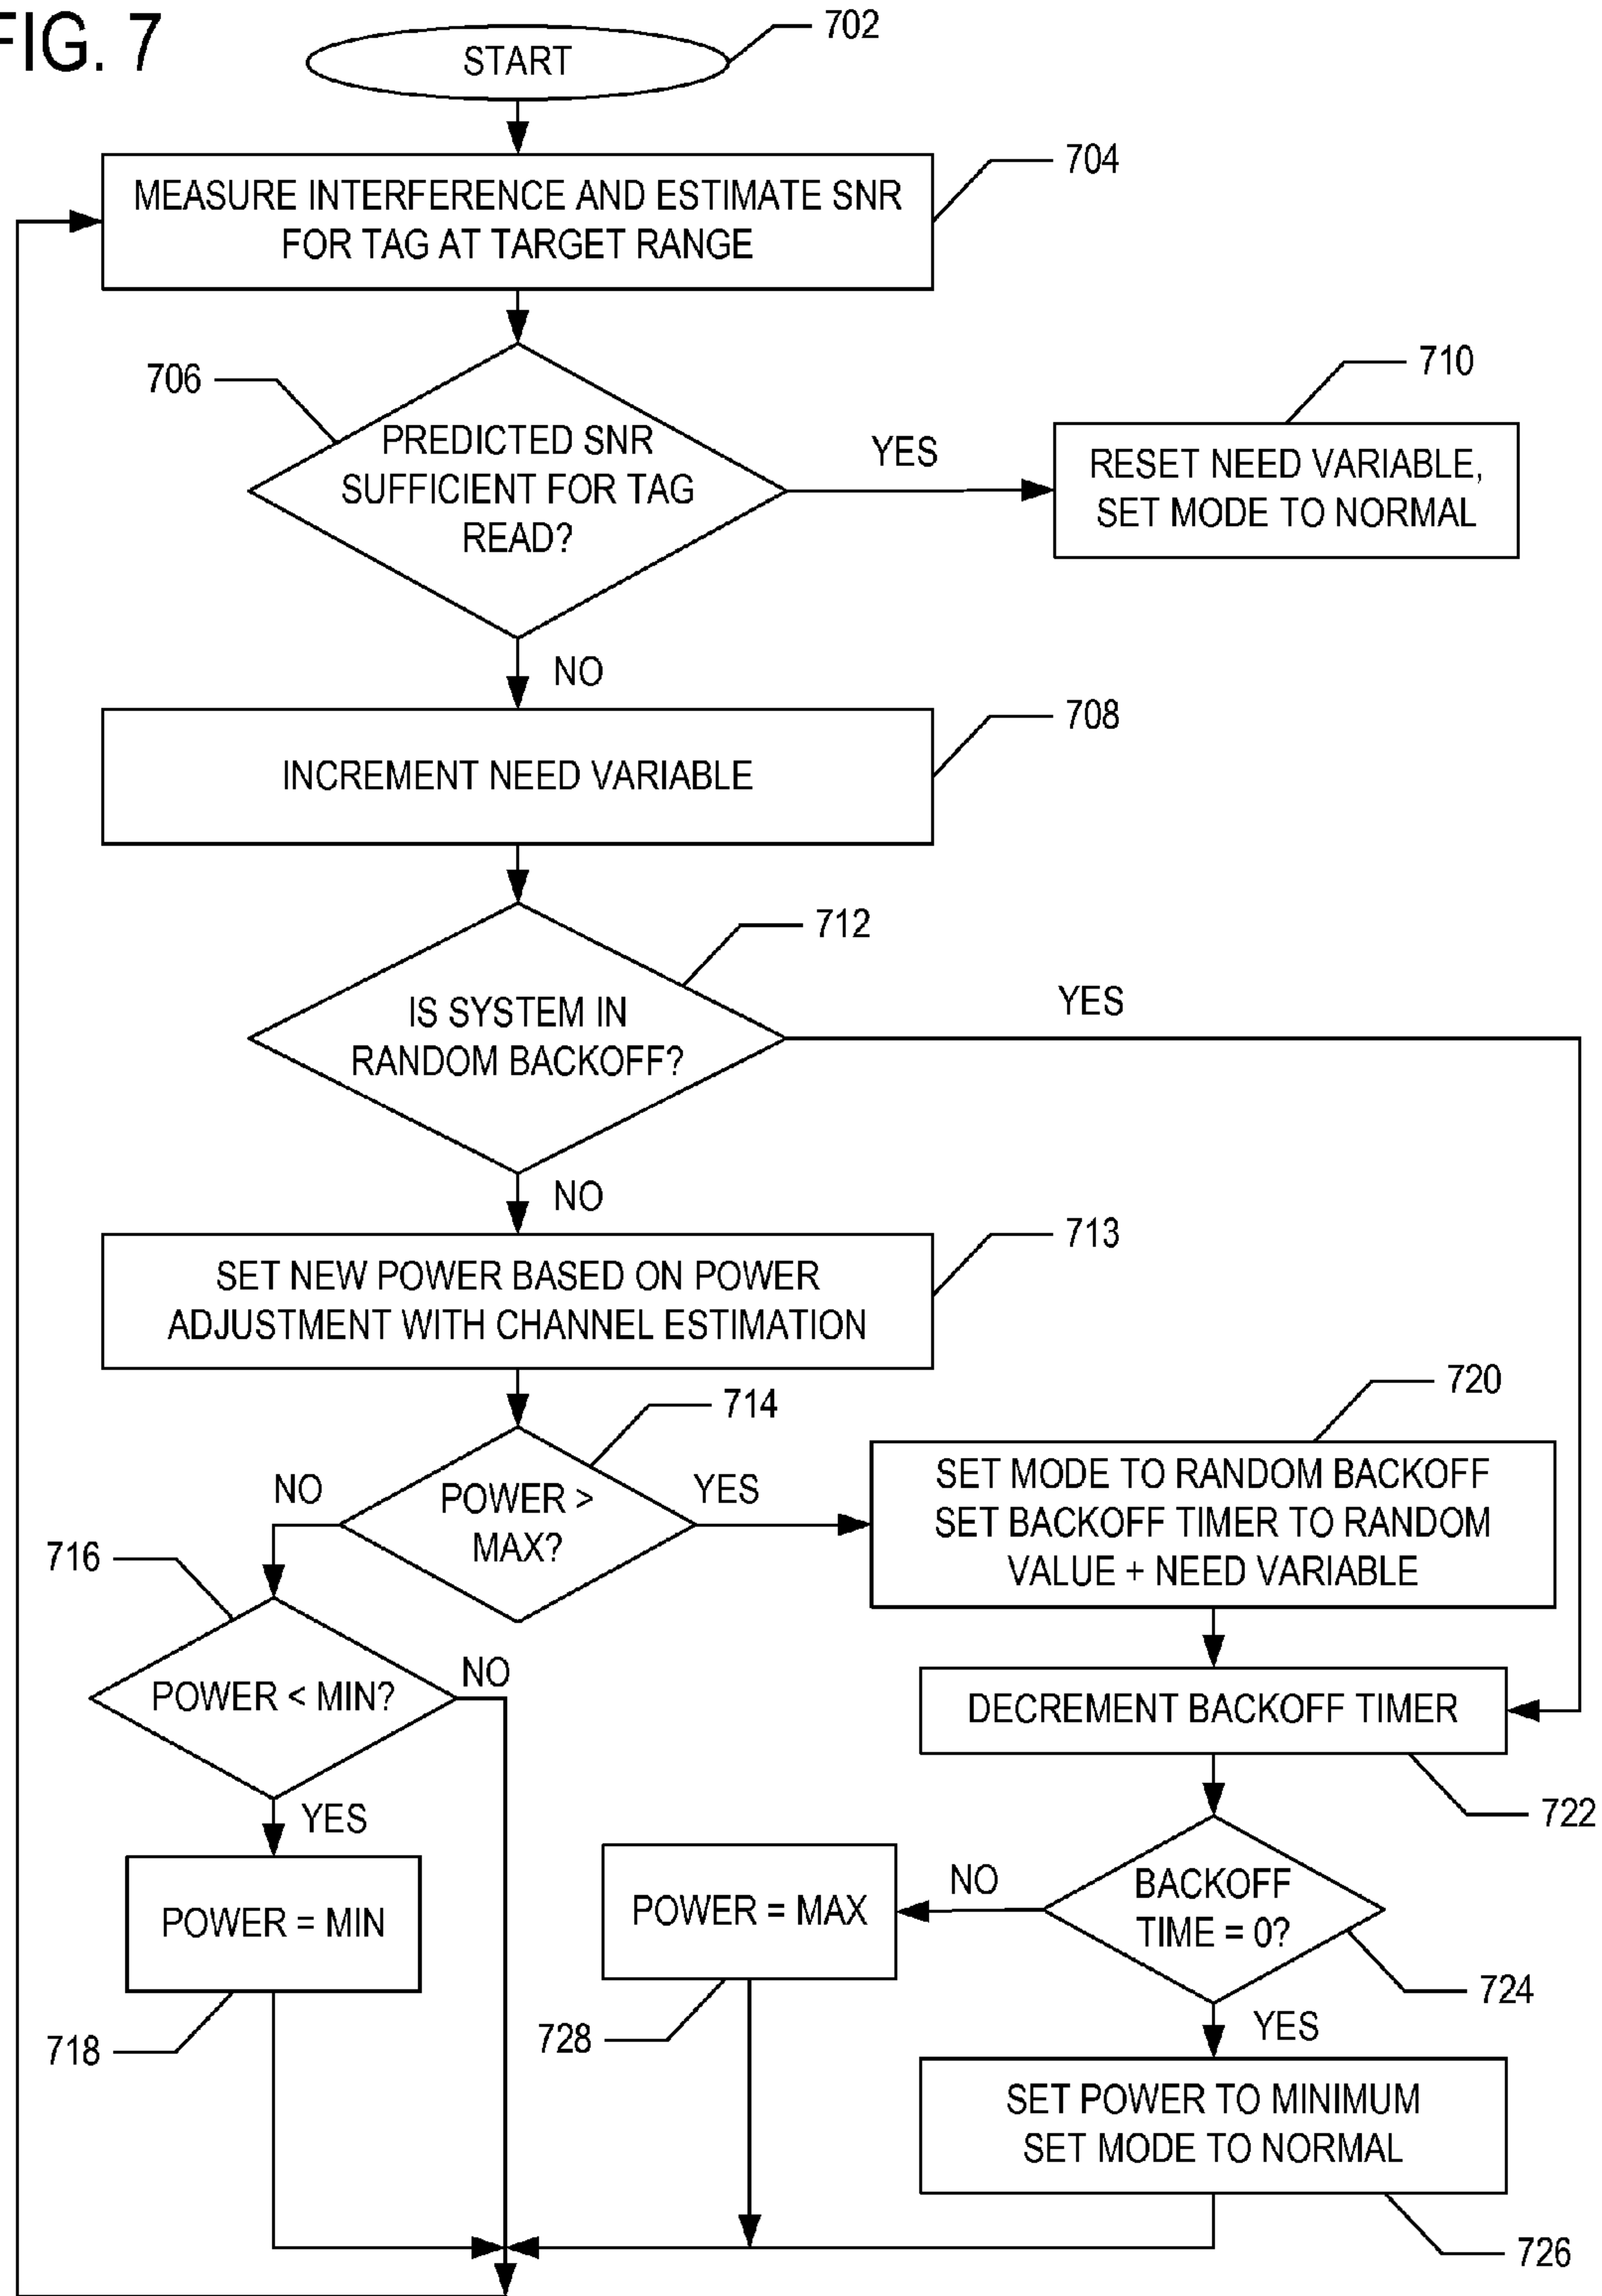 FIG. 7
START
702
MEASURE INTERFERENCE AND ESTIMATE SNR
FOR TAG AT TARGET RANGE
704
706
PREDICTED SNR
SUFFICIENT FOR TAG
READ?
YES
710
RESET NEED VARIABLE,
SET MODE TO NORMAL
NO
INCREMENT NEED VARIABLE
708
712
IS SYSTEM IN
RANDOM BACKOFF?
YES
NO
SET NEW POWER BASED ON POWER
ADJUSTMENT WITH CHANNEL ESTIMATION
713
714
POWER >
MAX?
NO
YES
720
SET MODE TO RANDOM BACKOFF
SET BACKOFF TIMER TO RANDOM
VALUE + NEED VARIABLE
716
POWER < MIN?
NO
YES
DECREMENT BACKOFF TIMER
722
POWER = MIN
718
POWER = MAX
728
NO
BACKOFF
TIME = 0?
724
YES
SET POWER TO MINIMUM
SET MODE TO NORMAL
726